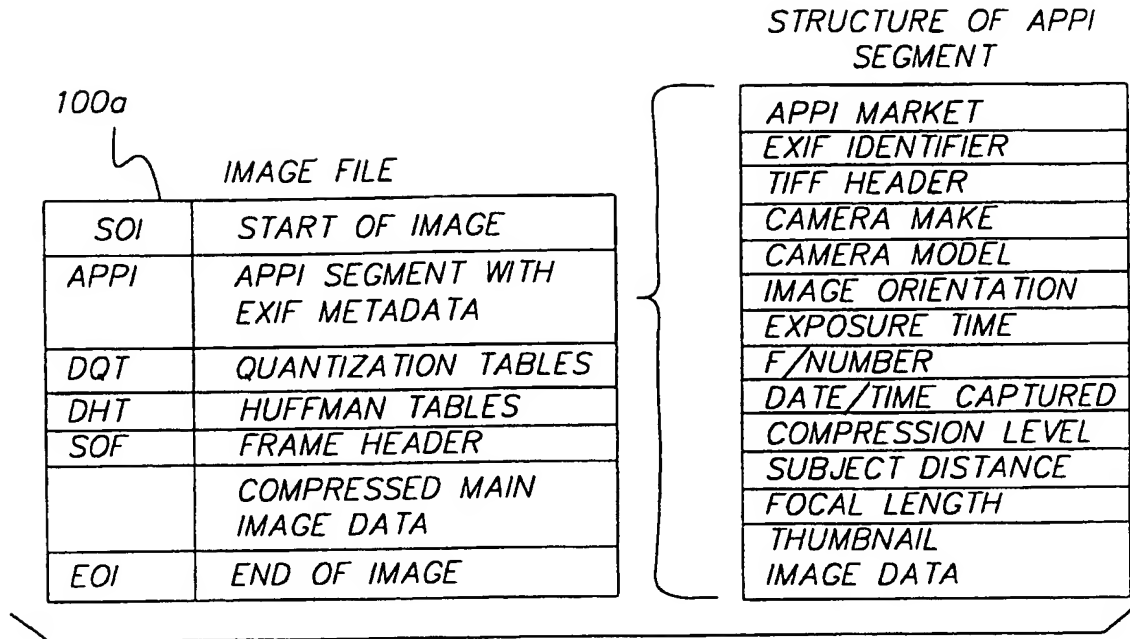 100a
IMAGE FILE
SOI START OF IMAGE
APPI APPI SEGMENT WITH
EXIF METADATA
DQT QUANTIZATION TABLES
DHT HUFFMAN TABLES
SOF FRAME HEADER
COMPRESSED MAIN
IMAGE DATA
EOI END OF IMAGE
STRUCTURE OF APPI
SEGMENT
APPI MARKET
EXIF IDENTIFIER
TIFF HEADER
CAMERA MAKE
CAMERA MODEL
IMAGE ORIENTATION
EXPOSURE TIME
F/NUMBER
DATE/TIME CAPTURED
COMPRESSION LEVEL
SUBJECT DISTANCE
FOCAL LENGTH
THUMBNAIL
IMAGE DATA